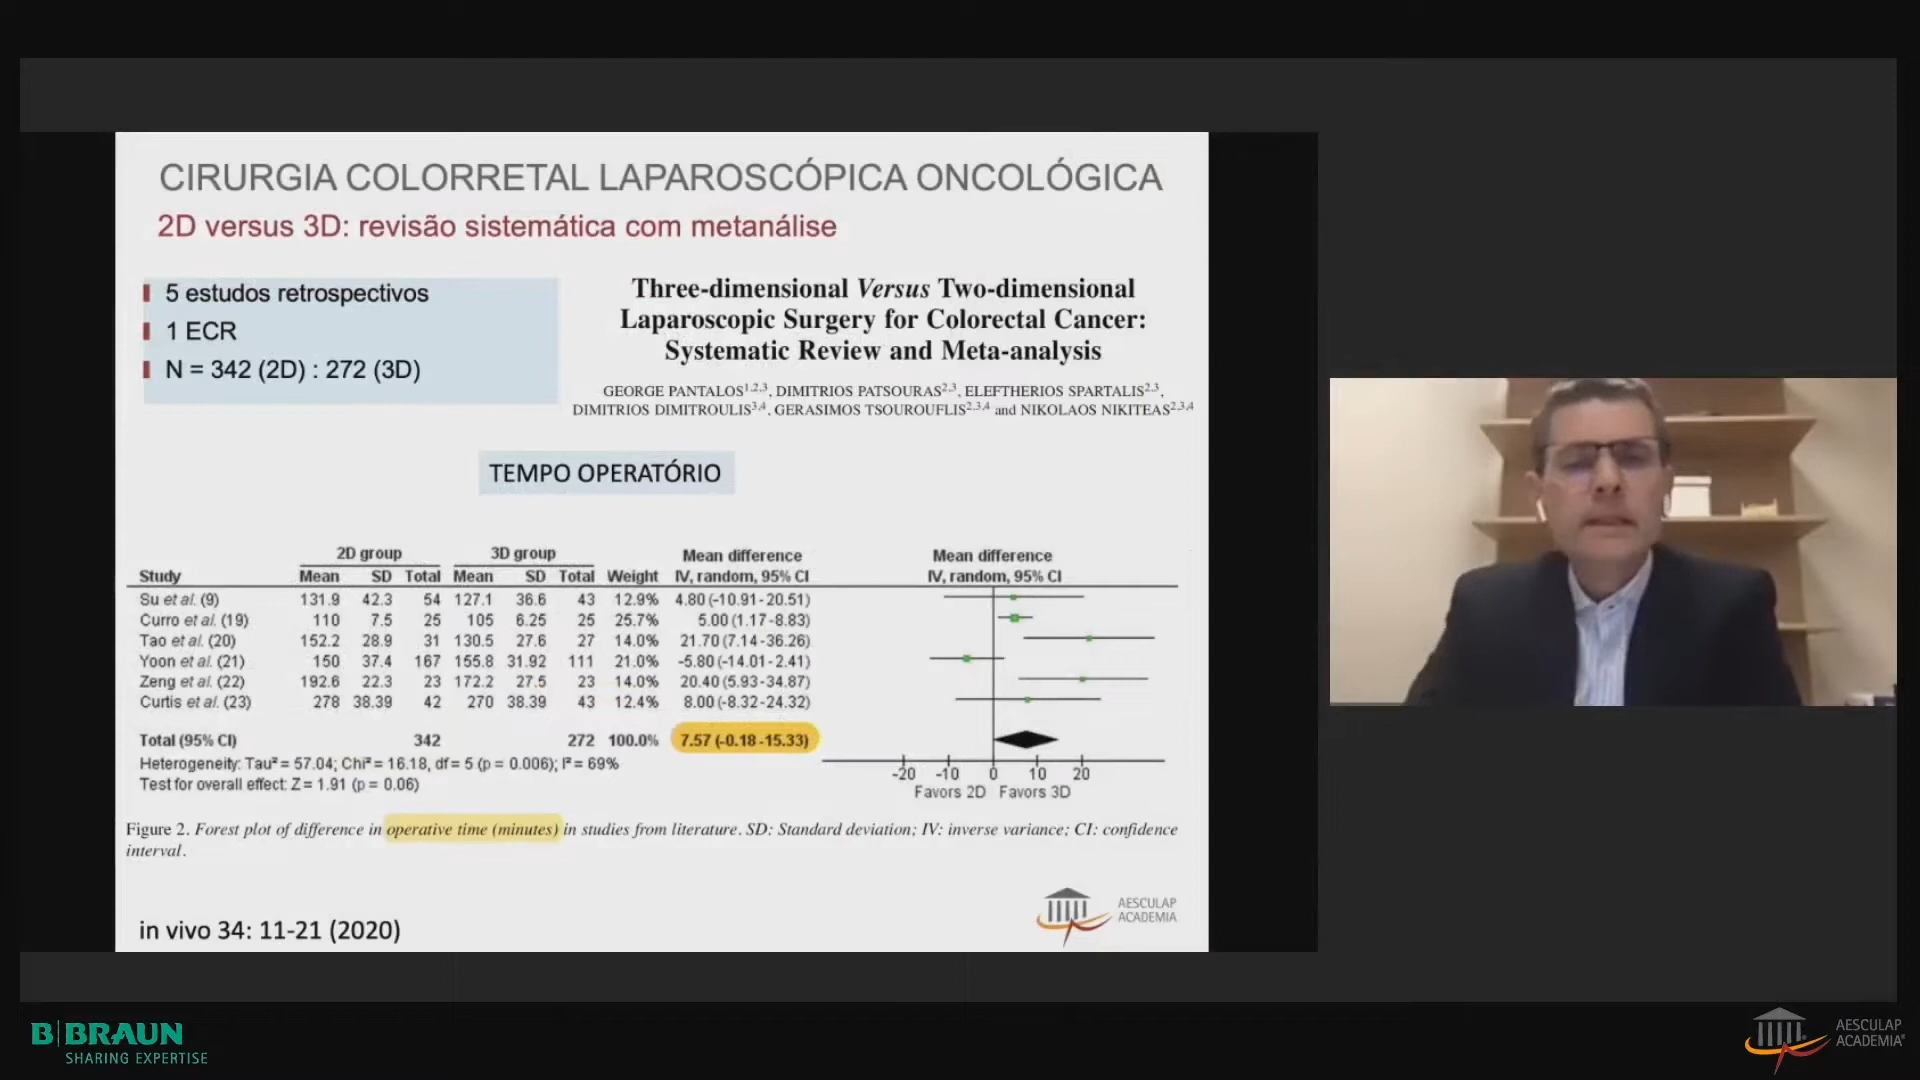 CIRURGIA COLORRETAL LAPAROSCÓPICA ONCOLÓGICA
2D versus 3D: revisão sistemática com metanálise
5 estudos retrospectivos
1 ECR
N = 342 (2D) : 272 (3D)
Three-dimensional Versus Two-dimensional
Laparoscopic Surgery for Colorectal Cancer:
Systematic Review and Meta-analysis
GEORGE PANTALOS1,2,3, DIMITRIOS PATSOURAS2,3, ELEFTHERIOS SPARTALIS2,3,
DIMITRIOS DIMITROULIS3,4, GERASIMOS TSOUROUFLIS2,3,4 and NIKOLAOS NIKITEAS2,3,4
TEMPO OPERATÓRIO
2D group 3D group Mean difference Mean difference
Study Mean SD Total Mean SD Total Weight IV, random, 95% CI IV, random, 95% CI
Su et al. (9) 131.9 42.3 54 127.1 36.6 43 12.9% 4.80 (-10.91-20.51)
Curro et al. (19) 110 7.5 25 105 6.25 25 25.7% 5.00 (1.17-8.83)
Tao et al. (20) 152.2 28.9 31 130.5 27.6 27 14.0% 21.70 (7.14-36.26)
Yoon et al. (21) 150 37.4 167 155.8 31.92 111 21.0% -5.80 (-14.01-2.41)
Zeng et al. (22) 192.6 22.3 23 172.2 27.5 23 14.0% 20.40 (5.93-34.87)
Curtis et al. (23) 278 38.39 42 270 38.39 43 12.4% 8.00 (-8.32-24.32)
Total (95% CI) 342 272 100.0% 7.57 (-0.18-15.33)
Heterogeneity: Tau² = 57.04; Chi² = 16.18, df = 5 (p = 0.006); I² = 69%
Test for overall effect: Z = 1.91 (p = 0.06)
-20 -10 0 10 20
Favors 2D Favors 3D
Figure 2. Forest plot of difference in operative time (minutes) in studies from literature. SD: Standard deviation; IV: inverse variance; CI: confidence
interval.
in vivo 34: 11-21 (2020)
AESCULAP
ACADEMIA
B|BRAUN
SHARING EXPERTISE
AESCULAP
ACADEMIA®